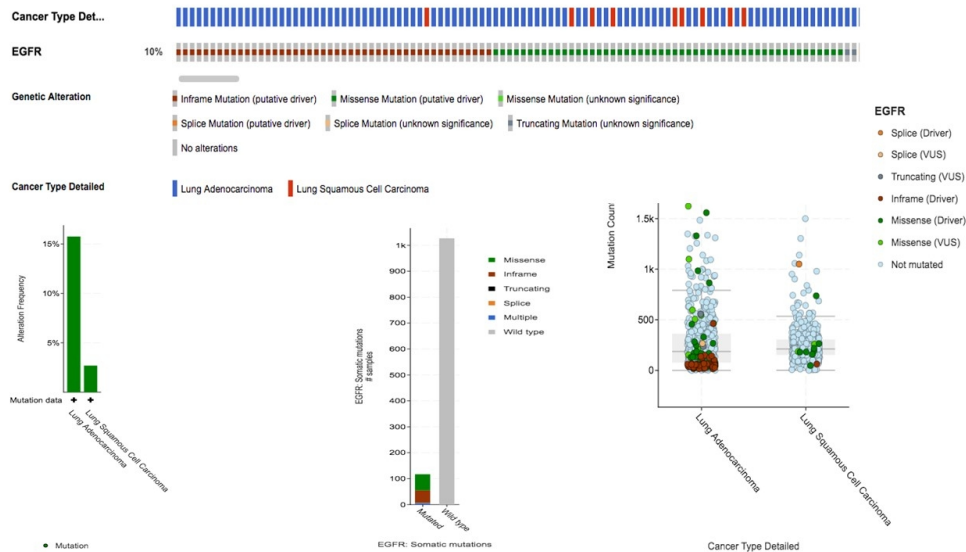 Cancer Type Det...
EGFR 10%
Genetic Alteration
Inframe Mutation (putative driver) Missense Mutation (putative driver) Missense Mutation (unknown significance)
Splice Mutation (putative driver) Splice Mutation (unknown significance) Truncating Mutation (unknown significance)
No alterations
Cancer Type Detailed Lung Adenocarcinoma Lung Squamous Cell Carcinoma
15%
10%
5%
Alteration Frequency
Mutation data + +
Lung Adenocarcinoma
Lung Squamous Cell Carcinoma
Mutation
1k
900
800
700
600
500
400
300
200
100
0
EGFR: Somatic mutations
# samples
Mutated
Wild type
EGFR: Somatic mutations
Missense
Inframe
Truncating
Splice
Multiple
Wild type
1.5k
1k
500
0
Mutation Count
Lung Adenocarcinoma
Lung Squamous Cell Carcinoma
Cancer Type Detailed
EGFR
Splice (Driver)
Splice (VUS)
Truncating (VUS)
Inframe (Driver)
Missense (Driver)
Missense (VUS)
Not mutated